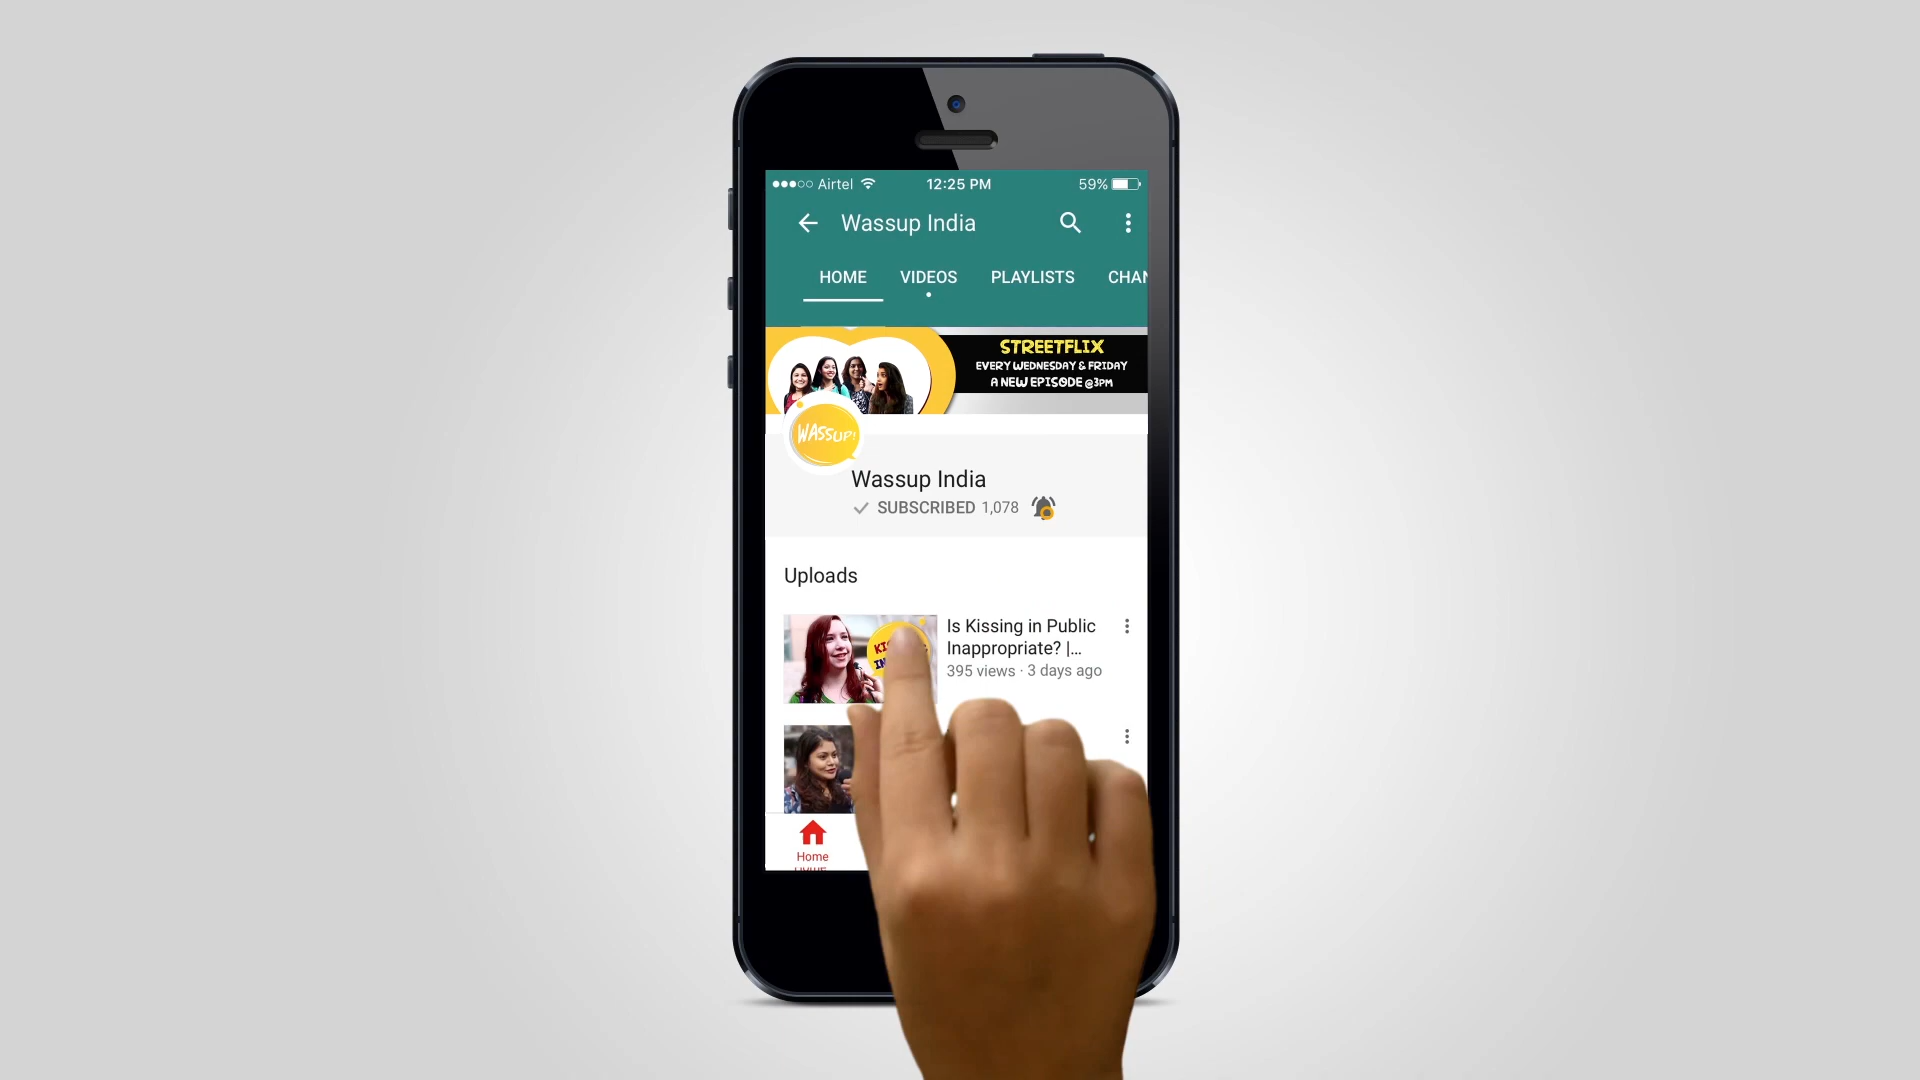 Airtel
12:25 PM
59%
Wassup India
HOME
VIDEOS
PLAYLISTS
CHAN
STREETFLIX
EVERY WEDNESDAY & FRIDAY
A NEW EPISODE @3PM
WASSUP!
Wassup India
SUBSCRIBED 1,078
Uploads
Is Kissing in Public
Inappropriate? |...
395 views · 3 days ago
Home